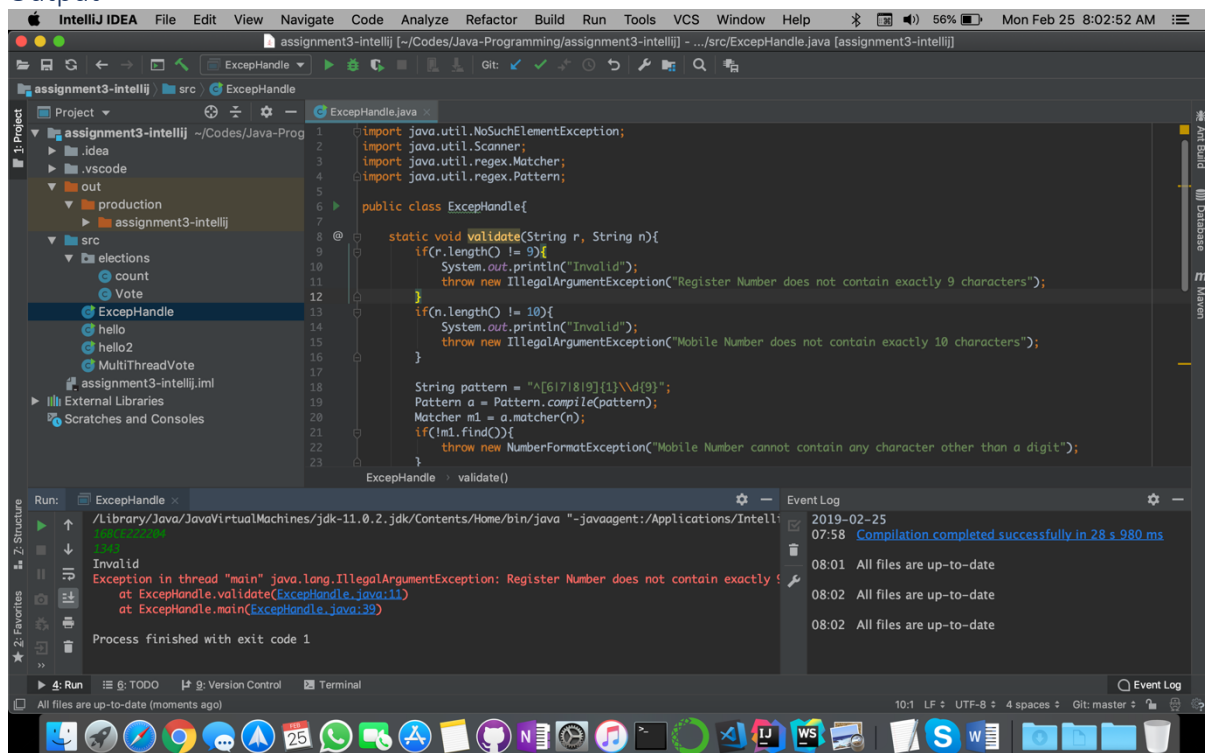 Output
IntelliJ IDEA File Edit View Navigate Code Analyze Refactor Build Run Tools VCS Window Help 56% Mon Feb 25 8:02:52 AM
assignment3-intellij [~/Codes/Java-Programming/assignment3-intellij] - .../src/ExcepHandle.java [assignment3-intellij]
ExcepHandle Git:
assignment3-intellij src ExcepHandle
1: Project
Project
ExcepHandle.java
assignment3-intellij ~/Codes/Java-Prog
.idea
.vscode
out
production
assignment3-intellij
src
elections
count
Vote
ExcepHandle
hello
hello2
MultiThreadVote
assignment3-intellij.iml
External Libraries
Scratches and Consoles
1 import java.util.NoSuchElementException;
2 import java.util.Scanner;
3 import java.util.regex.Matcher;
4 import java.util.regex.Pattern;
5
6 public class ExcepHandle{
7
8 @ static void validate(String r, String n){
9 if(r.length() != 9){
10 System.out.println("Invalid");
11 throw new IllegalArgumentException("Register Number does not contain exactly 9 characters");
12 }
13 if(n.length() != 10){
14 System.out.println("Invalid");
15 throw new IllegalArgumentException("Mobile Number does not contain exactly 10 characters");
16 }
17
18 String pattern = "^[6|7|8|9]{1}\\d{9}";
19 Pattern a = Pattern.compile(pattern);
20 Matcher m1 = a.matcher(n);
21 if(!m1.find()){
22 throw new NumberFormatException("Mobile Number cannot contain any character other than a digit");
23 }
ExcepHandle validate()
Ant Build
Database
m Maven
Run: ExcepHandle
/Library/Java/JavaVirtualMachines/jdk-11.0.2.jdk/Contents/Home/bin/java "-javaagent:/Applications/Intelli
16BCE222204
1343
Invalid
Exception in thread "main" java.lang.IllegalArgumentException: Register Number does not contain exactly 9
at ExcepHandle.validate(ExcepHandle.java:11)
at ExcepHandle.main(ExcepHandle.java:39)
Process finished with exit code 1
Event Log
2019-02-25
07:58 Compilation completed successfully in 28 s 980 ms
08:01 All files are up-to-date
08:02 All files are up-to-date
08:02 All files are up-to-date
Z: Structure
2: Favorites
4: Run 6: TODO 9: Version Control Terminal Event Log
All files are up-to-date (moments ago) 10:1 LF UTF-8 4 spaces Git: master
FEB
25
N
IJ
WS
S
W